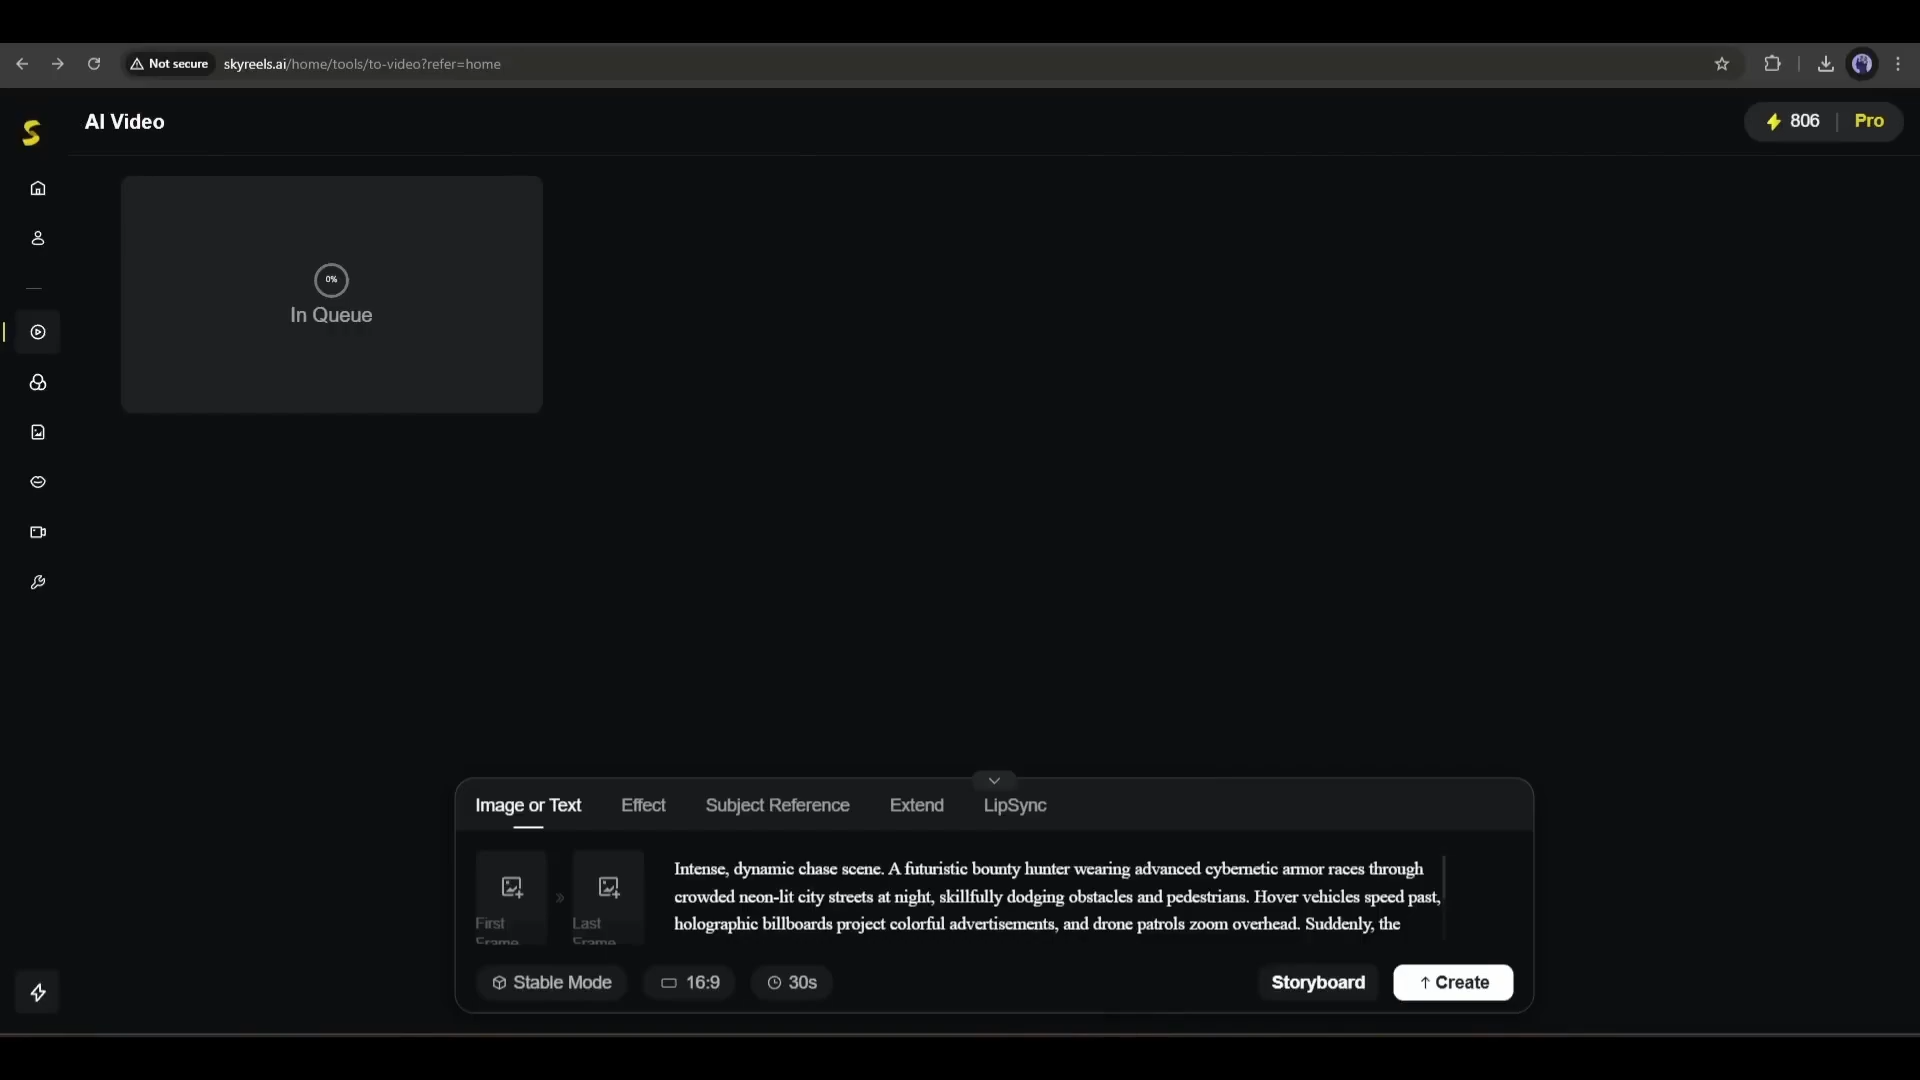 Not secure
skyreels.ai/home/tools/to-video?refer=home
AI Video
806
Pro
0%
In Queue
Image or Text
Effect
Subject Reference
Extend
LipSync
First
Frame
Last
Frame
Intense, dynamic chase scene. A futuristic bounty hunter wearing advanced cybernetic armor races through
crowded neon-lit city streets at night, skillfully dodging obstacles and pedestrians. Hover vehicles speed past,
holographic billboards project colorful advertisements, and drone patrols zoom overhead. Suddenly, the
Stable Mode
16:9
30s
Storyboard
↑ Create